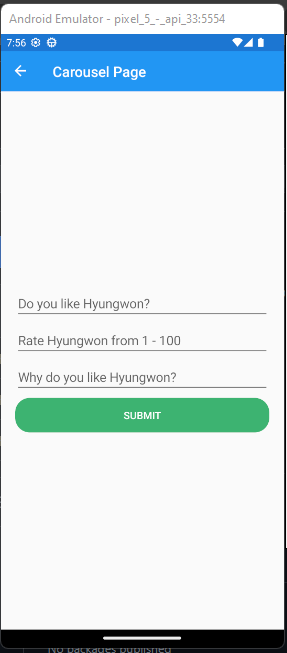 Android Emulator - pixel_5_-_api_33:5554
7:56
Carousel Page
Do you like Hyungwon?
Rate Hyungwon from 1 - 100
Why do you like Hyungwon?
SUBMIT
No packages published